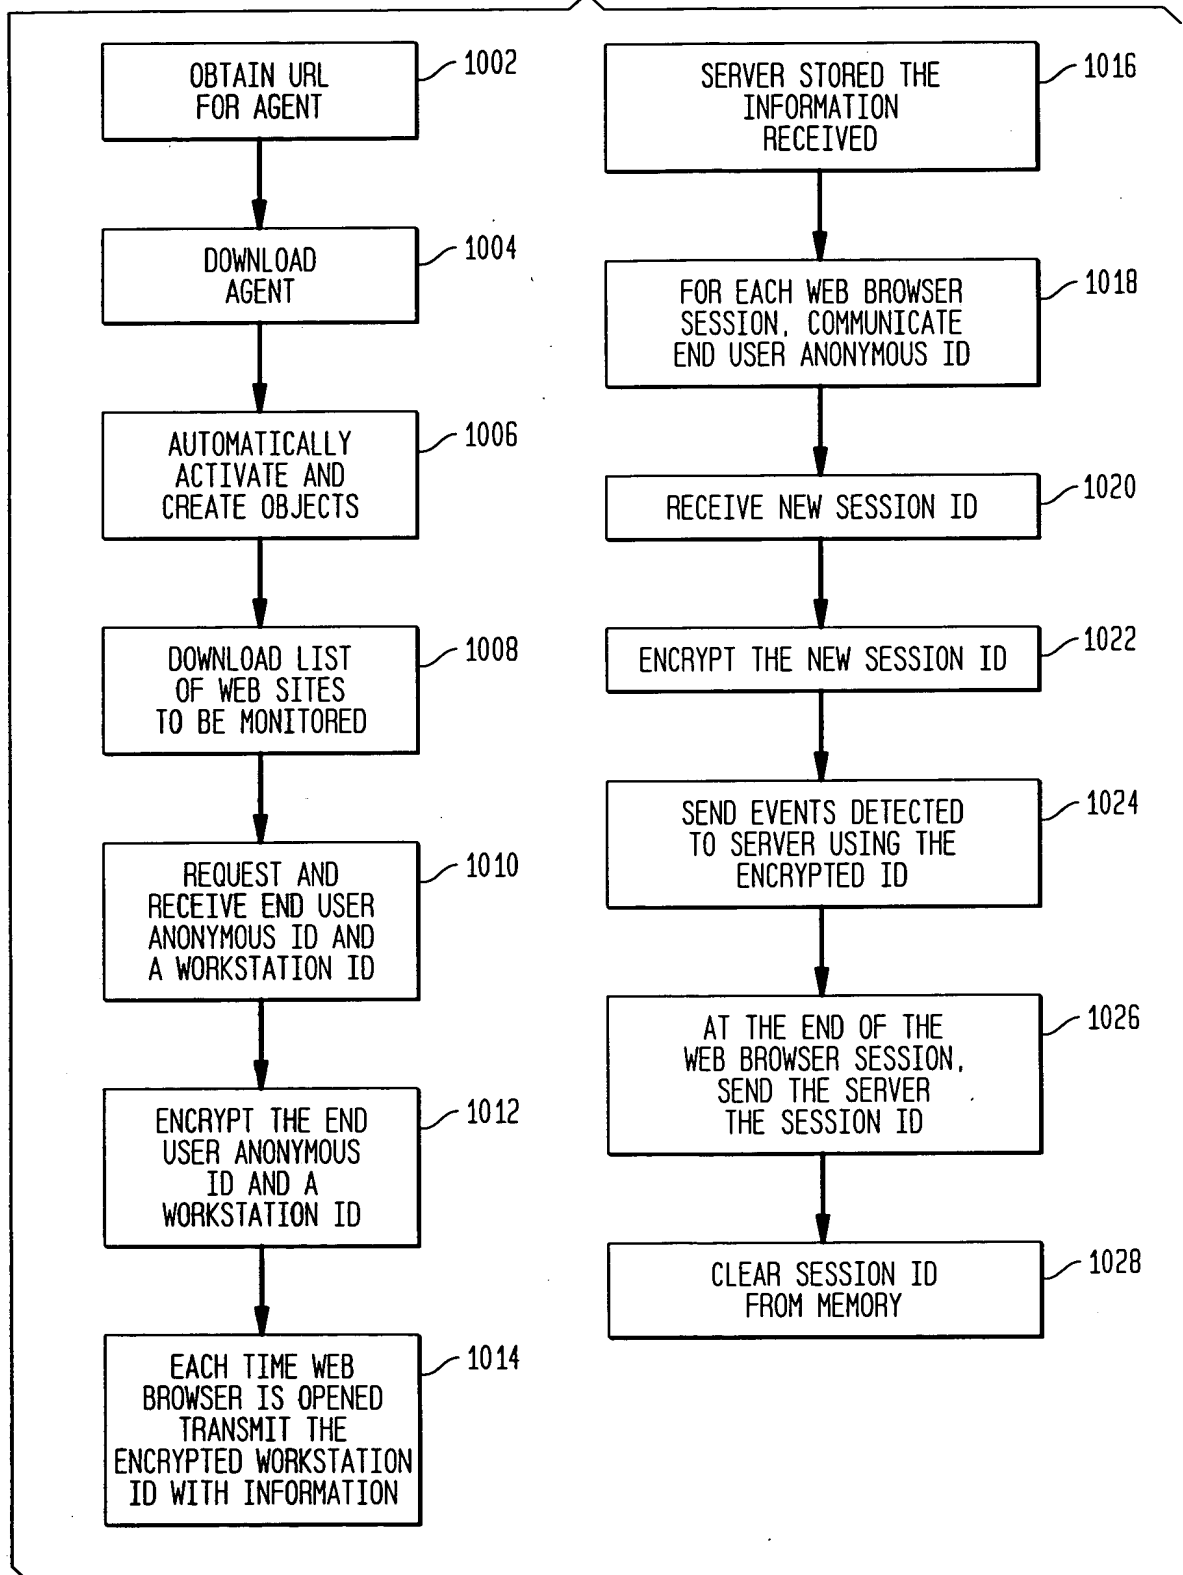 OBTAIN URL
FOR AGENT
1002
DOWNLOAD
AGENT
1004
AUTOMATICALLY
ACTIVATE AND
CREATE OBJECTS
1006
DOWNLOAD LIST
OF WEB SITES
TO BE MONITORED
1008
REQUEST AND
RECEIVE END USER
ANONYMOUS ID AND
A WORKSTATION ID
1010
ENCRYPT THE END
USER ANONYMOUS
ID AND A
WORKSTATION ID
1012
EACH TIME WEB
BROWSER IS OPENED
TRANSMIT THE
ENCRYPTED WORKSTATION
ID WITH INFORMATION
1014
SERVER STORED THE
INFORMATION
RECEIVED
1016
FOR EACH WEB BROWSER
SESSION, COMMUNICATE
END USER ANONYMOUS ID
1018
RECEIVE NEW SESSION ID
1020
ENCRYPT THE NEW SESSION ID
1022
SEND EVENTS DETECTED
TO SERVER USING THE
ENCRYPTED ID
1024
AT THE END OF THE
WEB BROWSER SESSION,
SEND THE SERVER
THE SESSION ID
1026
CLEAR SESSION ID
FROM MEMORY
1028